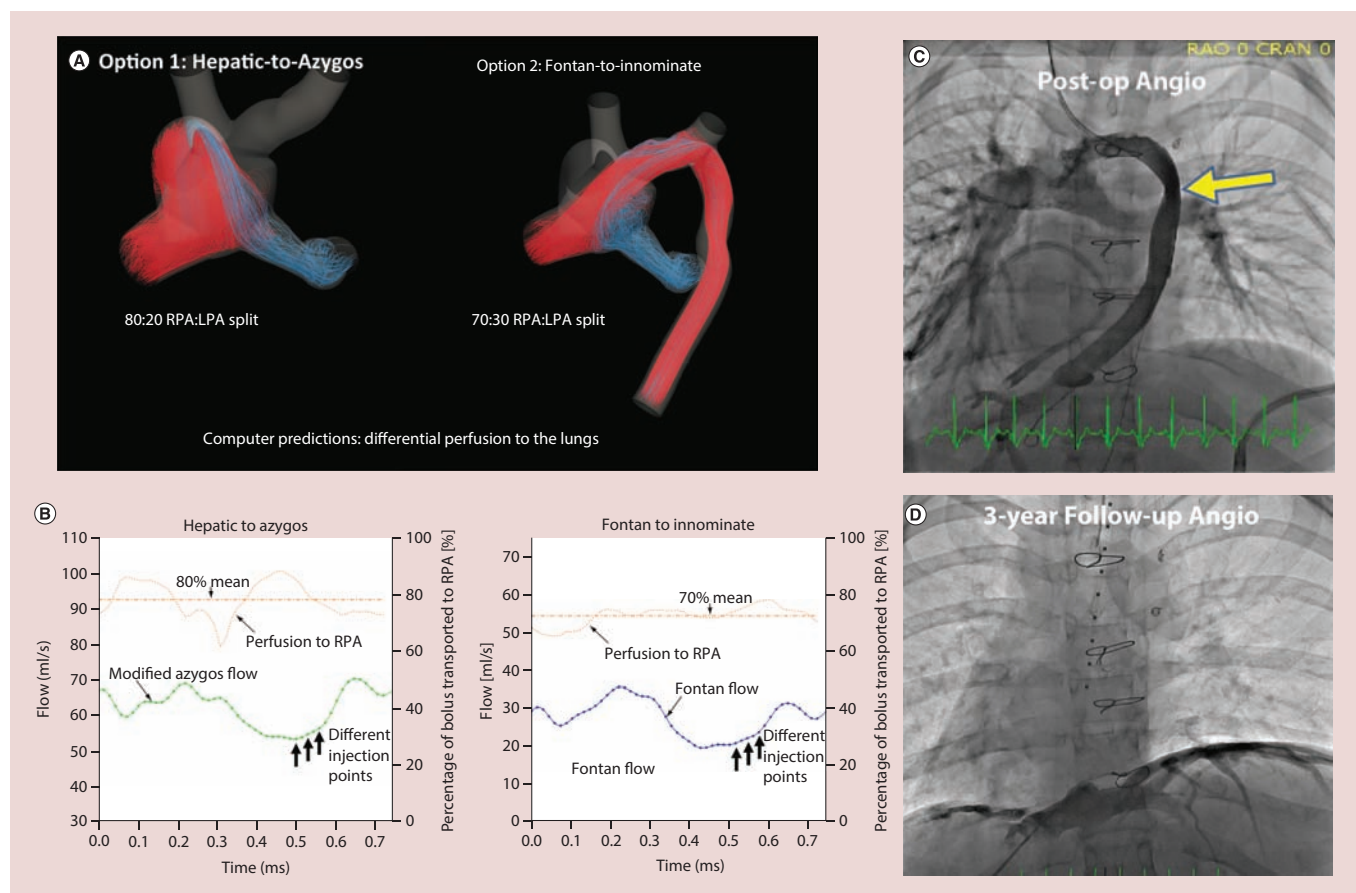 A
Option 1: Hepatic-to-Azygos
Option 2: Fontan-to-innominate
80:20 RPA:LPA split
70:30 RPA:LPA split
Computer predictions: differential perfusion to the lungs
B
Hepatic to azygos
110
100
90
80
70
60
50
40
30
Flow (ml/s)
80% mean
Perfusion to RPA
Modified azygos flow
Different
injection
points
100
80
60
40
20
0
Percentage of bolus transported to RPA [%]
0.0 0.1 0.2 0.3 0.4 0.5 0.6 0.7
Time (ms)
Fontan to innominate
70
60
50
40
30
20
10
0
Flow [ml/s]
70% mean
Perfusion to RPA
Fontan flow
Different
injection
points
Fontan flow
100
80
60
40
20
0
Percentage of bolus transported to RPA [%]
0.0 0.1 0.2 0.3 0.4 0.5 0.6 0.7
Time (ms)
C
RAO 0 CRAN 0
Post-op Angio
D
3-year Follow-up Angio